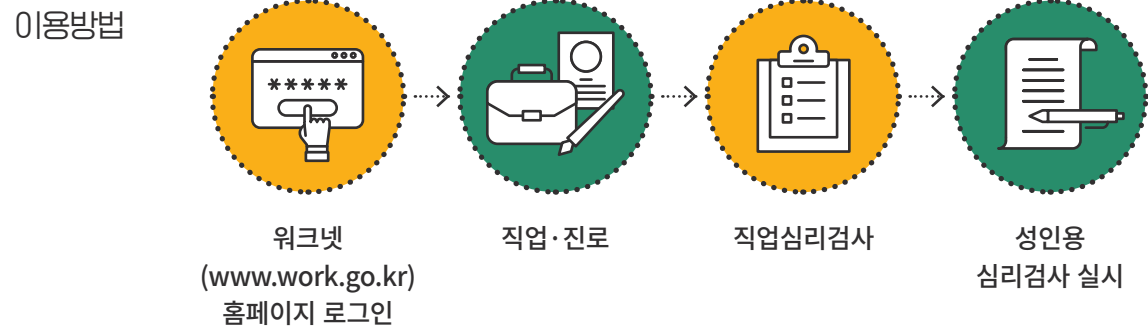 이용방법
*****
워크넷
(www.work.go.kr)
홈페이지 로그인
직업·진로
직업심리검사
성인용
심리검사 실시